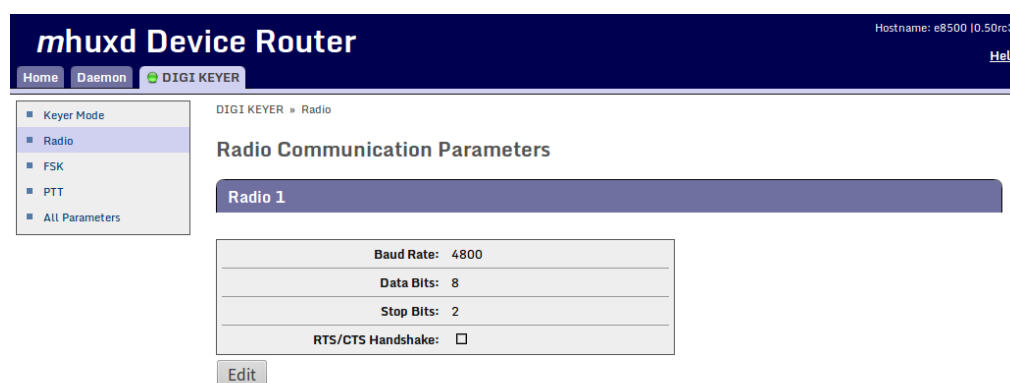 mhuxd Device Router
Hostname: e8500 |0.50rc
Home Daemon DIGI KEYER
Keyer Mode
Radio
FSK
PTT
All Parameters
DIGI KEYER » Radio
Radio Communication Parameters
Radio 1
Baud Rate: 4800
Data Bits: 8
Stop Bits: 2
RTS/CTS Handshake:
Edit